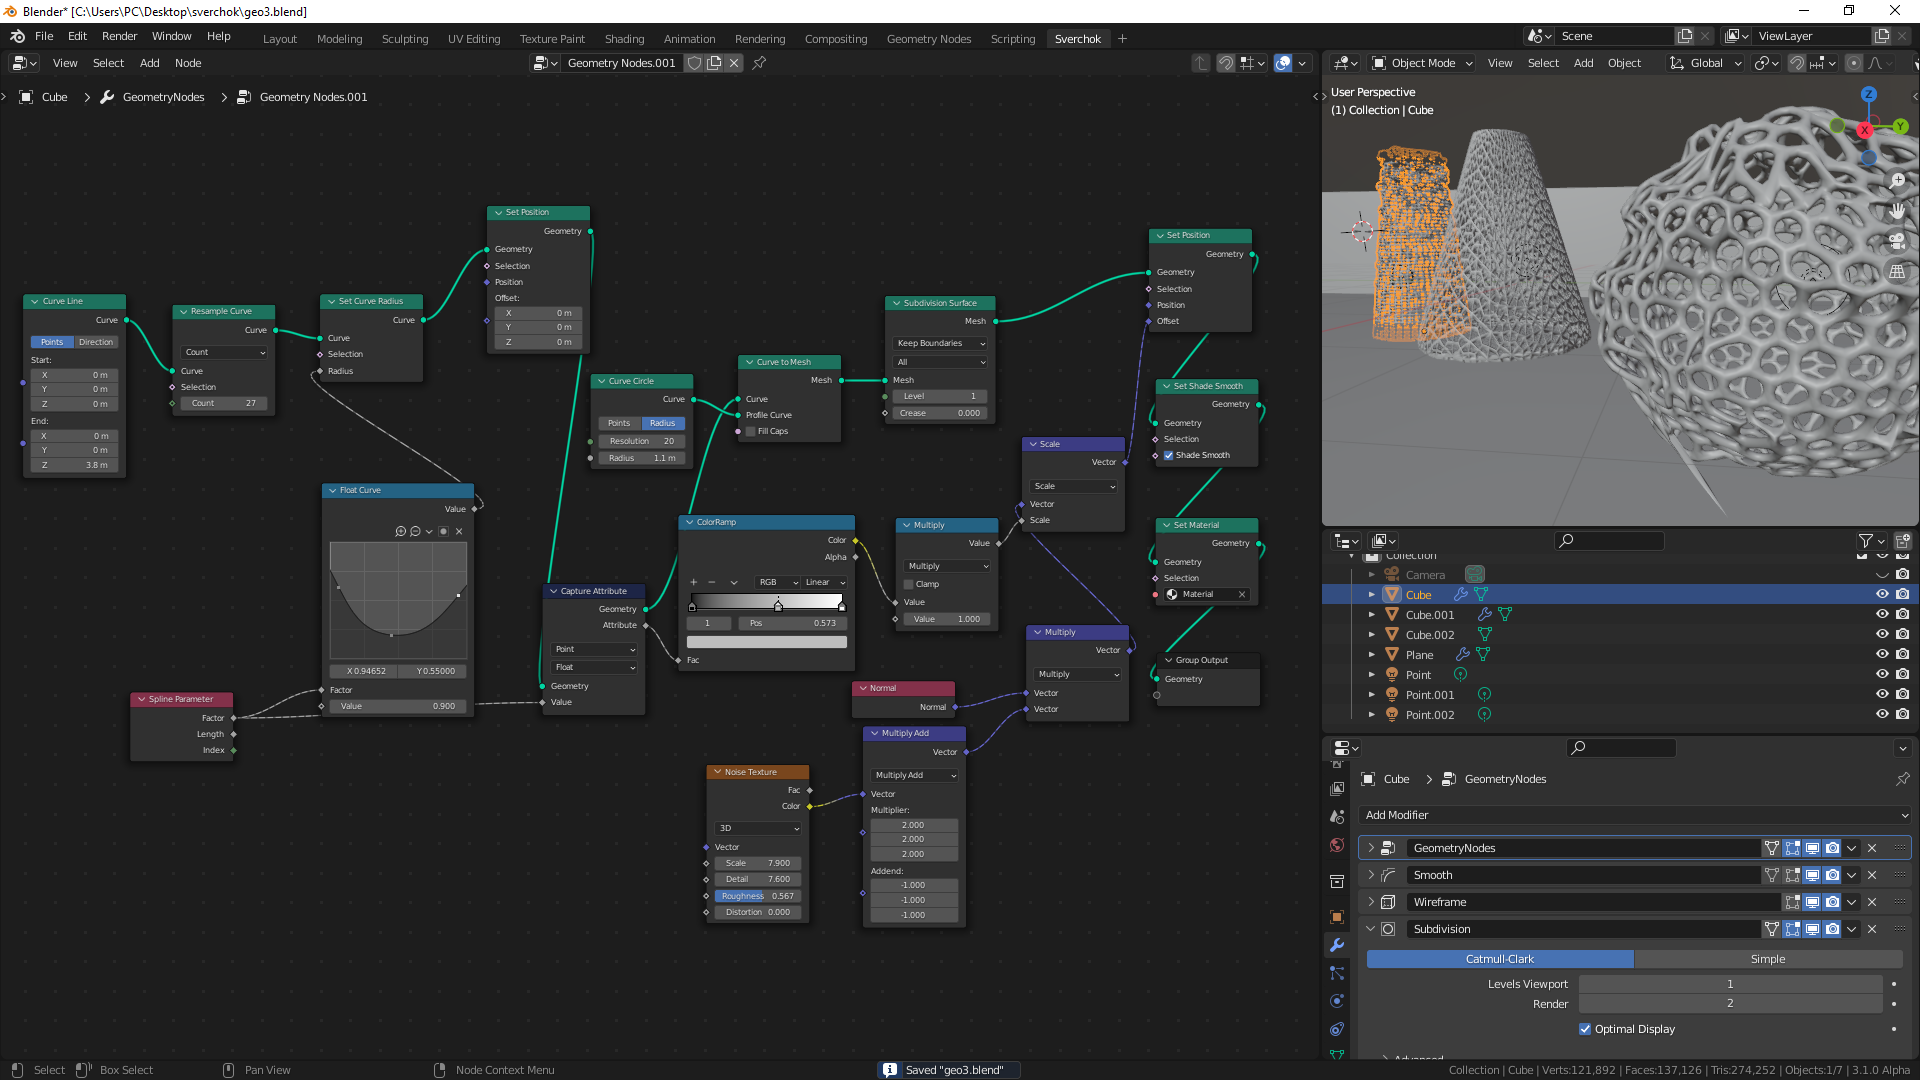 Blender* [C:\Users\PC\Desktop\sverchok\geo3.blend]
File Edit Render Window Help Layout Modeling Sculpting UV Editing Texture Paint Shading Animation Rendering Compositing Geometry Nodes Scripting Sverchok + Scene ViewLayer
View Select Add Node Geometry Nodes.001 Object Mode View Select Add Object Global
Cube > GeometryNodes > Geometry Nodes.001
User Perspective
(1) Collection | Cube
Z
Y
X
Set Position
Geometry
Geometry
Selection
Position
Offset:
X 0 m
Y 0 m
Z 0 m
Curve Line
Curve
Points Direction
Start:
X 0 m
Y 0 m
Z 0 m
End:
X 0 m
Y 0 m
Z 3.8 m
Resample Curve
Curve
Count
Curve
Selection
Count 27
Set Curve Radius
Curve
Curve
Selection
Radius
Float Curve
Value
X 0.94652 Y 0.55000
Factor
Value 0.900
Spline Parameter
Factor
Length
Index
Curve Circle
Curve
Points Radius
Resolution 20
Radius 1.1 m
Curve to Mesh
Mesh
Curve
Profile Curve
Fill Caps
Subdivision Surface
Mesh
Keep Boundaries
All
Mesh
Level 1
Crease 0.000
Capture Attribute
Geometry
Attribute
Point
Float
Geometry
Value
ColorRamp
Color
Alpha
RGB Linear
1 Pos 0.573
Fac
Multiply
Value
Multiply
Clamp
Value
Value 1.000
Scale
Vector
Scale
Vector
Scale
Normal
Normal
Multiply
Vector
Multiply
Vector
Vector
Multiply Add
Vector
Multiply Add
Vector
Multiplier:
2.000
2.000
2.000
Addend:
-1.000
-1.000
-1.000
Noise Texture
Fac
Color
3D
Vector
Scale 7.900
Detail 7.600
Roughness 0.567
Distortion 0.000
Set Position
Geometry
Geometry
Selection
Position
Offset
Set Shade Smooth
Geometry
Geometry
Selection
Shade Smooth
Set Material
Geometry
Geometry
Selection
Material
Group Output
Geometry
Collection
Camera
Cube
Cube.001
Cube.002
Plane
Point
Point.001
Point.002
Cube > GeometryNodes
Add Modifier
GeometryNodes
Smooth
Wireframe
Subdivision
Catmull-Clark Simple
Levels Viewport 1
Render 2
Optimal Display
Advanced
Select Box Select Pan View Node Context Menu Saved "geo3.blend" Collection | Cube | Verts:121,892 | Faces:137,126 | Tris:274,252 | Objects:1/7 | 3.1.0 Alpha